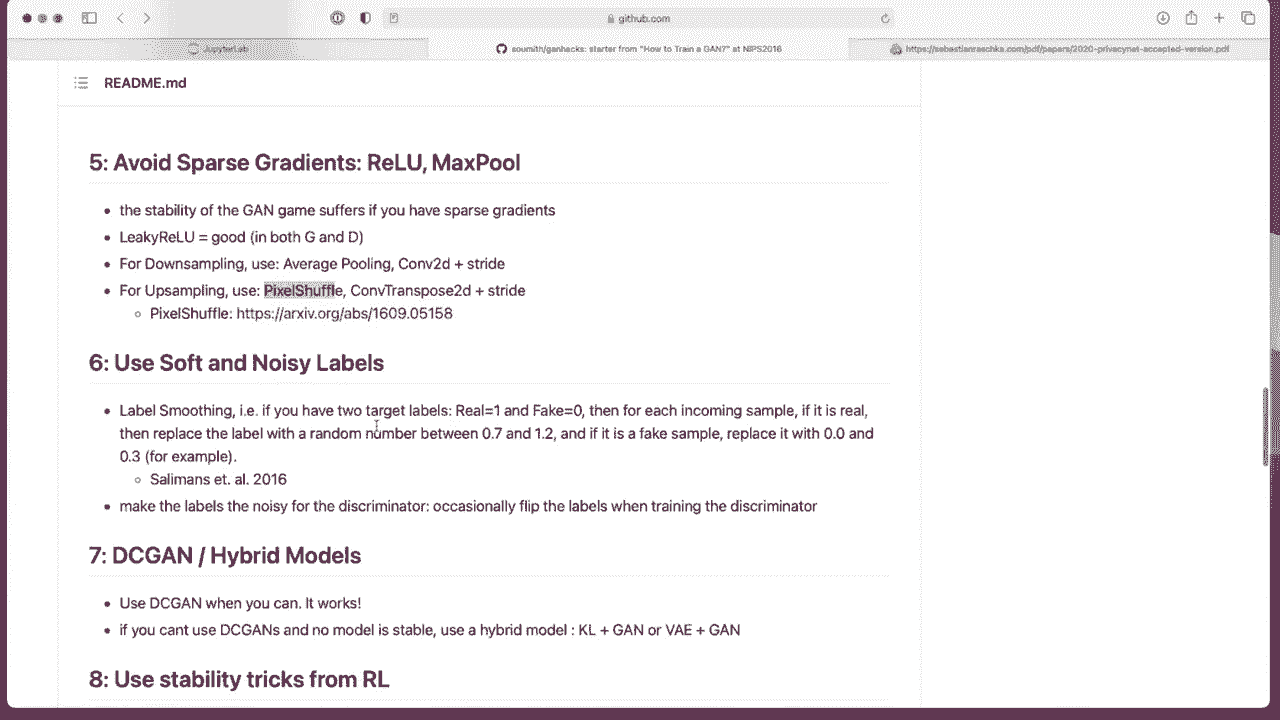 github.com
JupyterLab
soumith/ganhacks: starter from "How to Train a GAN?" at NIPS2016
https://sebastianraschka.com/pdf/papers/2020-privacynet-accepted-version.pdf
README.md
5: Avoid Sparse Gradients: ReLU, MaxPool
• the stability of the GAN game suffers if you have sparse gradients
• LeakyReLU = good (in both G and D)
• For Downsampling, use: Average Pooling, Conv2d + stride
• For Upsampling, use: PixelShuffle, ConvTranspose2d + stride
◦ PixelShuffle: https://arxiv.org/abs/1609.05158
6: Use Soft and Noisy Labels
• Label Smoothing, i.e. if you have two target labels: Real=1 and Fake=0, then for each incoming sample, if it is real,
then replace the label with a random number between 0.7 and 1.2, and if it is a fake sample, replace it with 0.0 and
0.3 (for example).
◦ Salimans et. al. 2016
• make the labels the noisy for the discriminator: occasionally flip the labels when training the discriminator
7: DCGAN / Hybrid Models
• Use DCGAN when you can. It works!
• if you cant use DCGANs and no model is stable, use a hybrid model : KL + GAN or VAE + GAN
8: Use stability tricks from RL